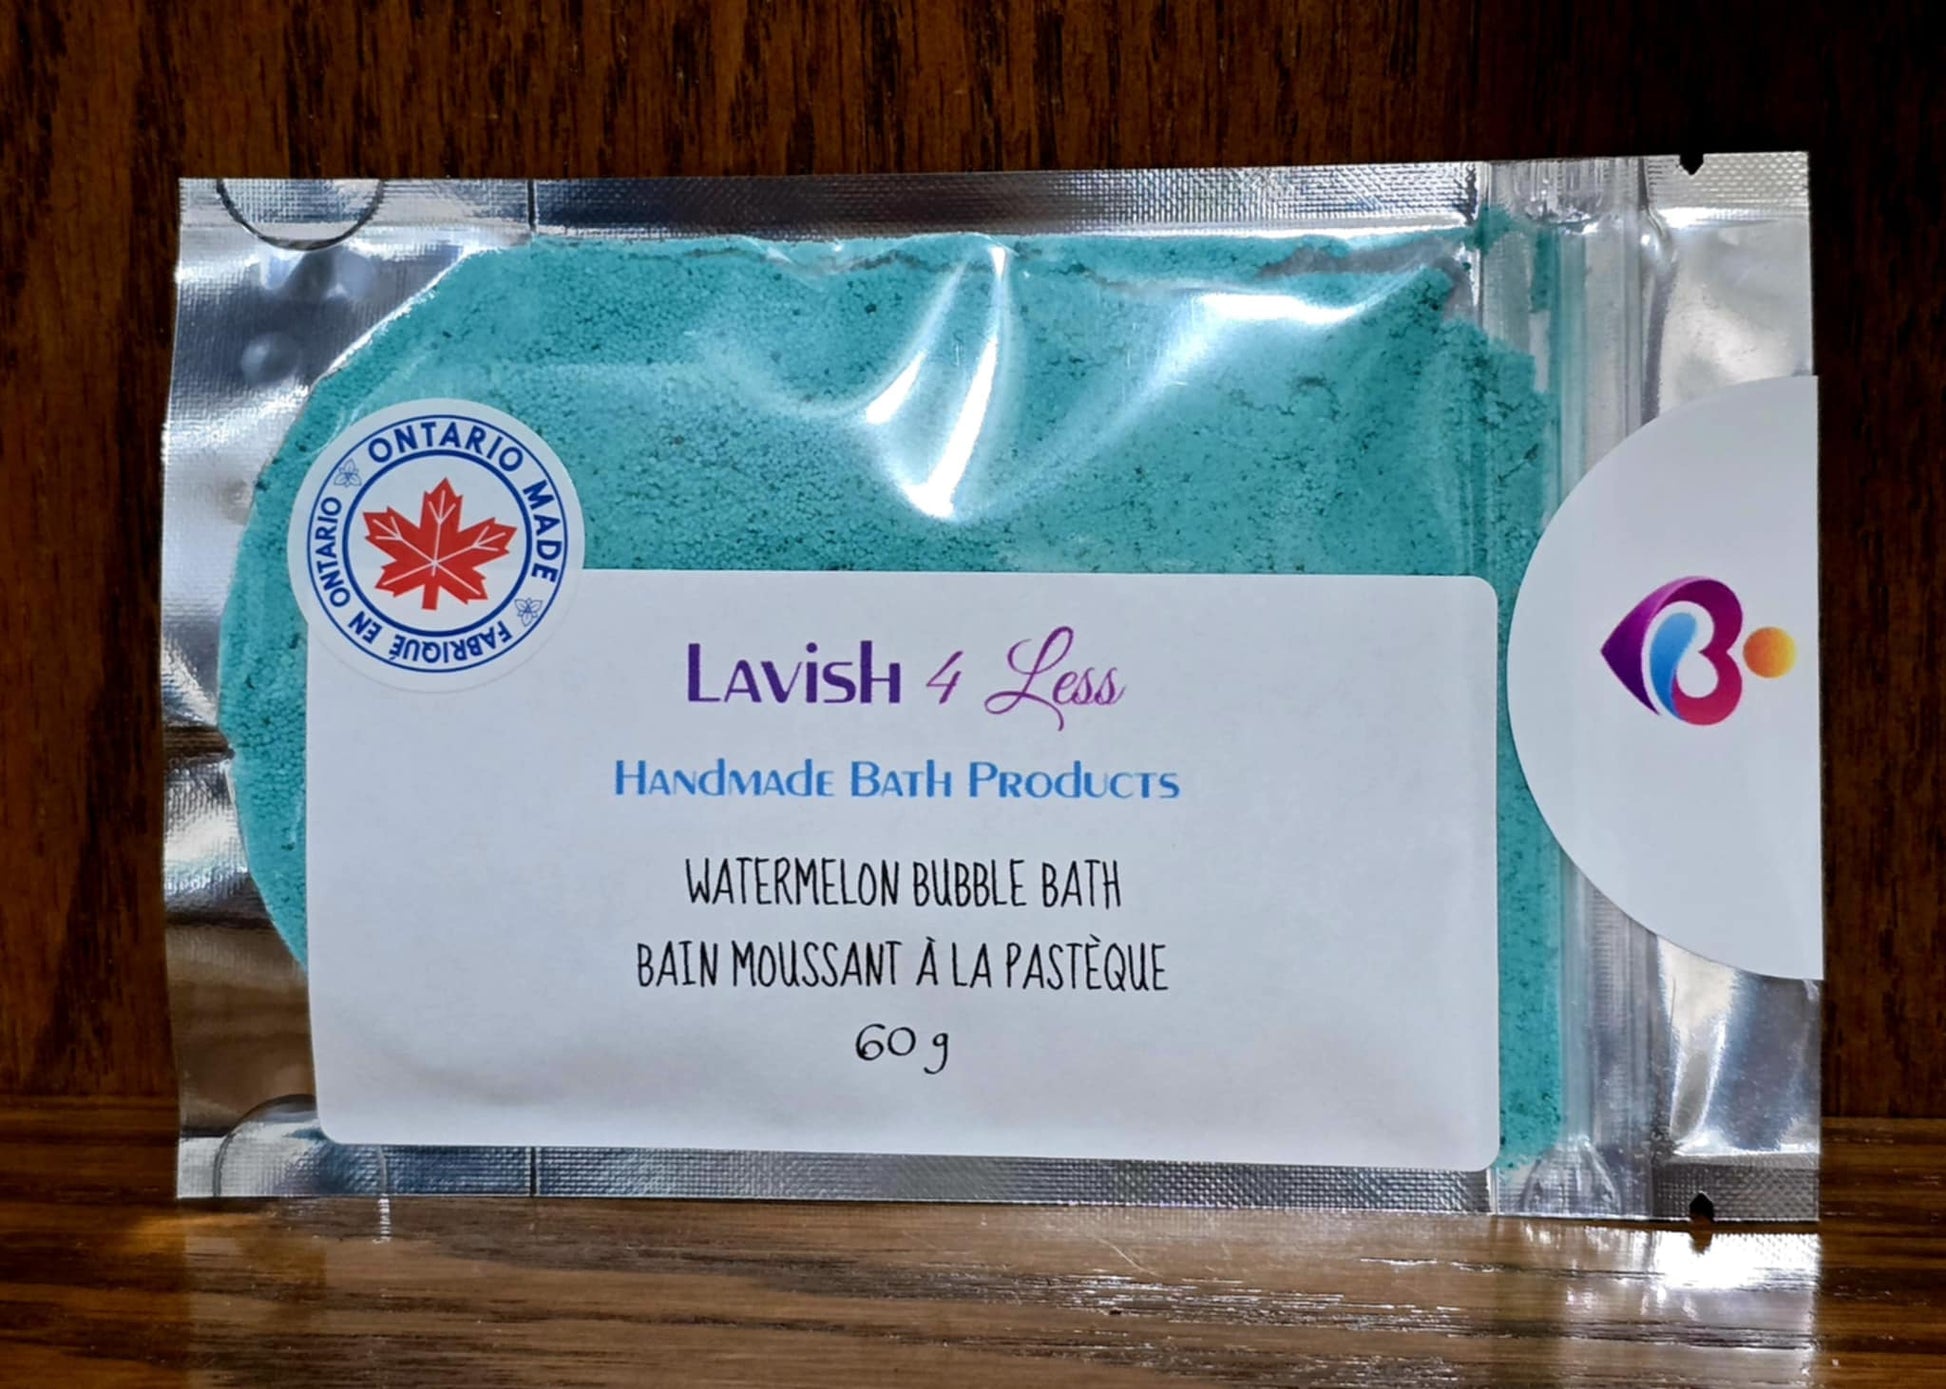 ONTARIO MADE
FABRIQUÉ EN ONTARIO
LAVISH 4 Less
HANDMADE BATH PRODUCTS
WATERMELON BUBBLE BATH
BAIN MOUSSANT À LA PASTÈQUE
60 g